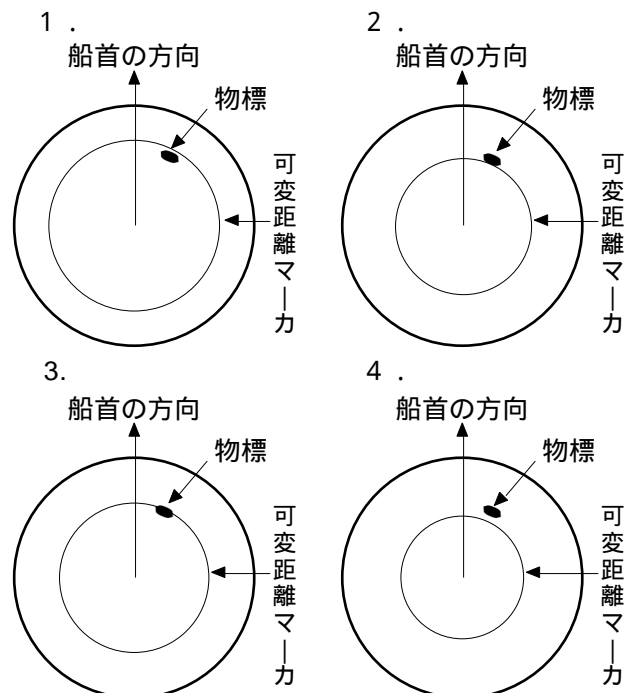 1．
船首の方向
物標
可変距離マーカ
2．
船首の方向
物標
可変距離マーカ
3.
船首の方向
物標
可変距離マーカ
4．
船首の方向
物標
可変距離マーカ